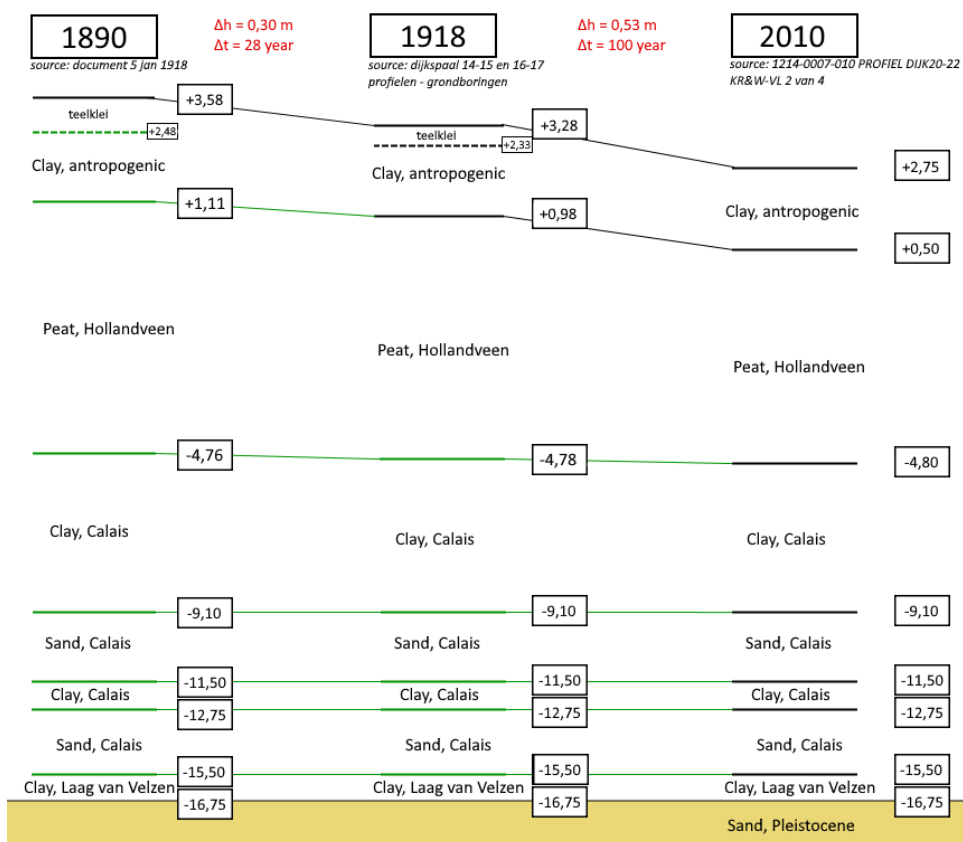 1890
Δh = 0,30 m
Δt = 28 year
1918
Δh = 0,53 m
Δt = 100 year
2010
source: document 5 jan 1918
source: dijkspaal 14-15 en 16-17
profielen - grondboringen
source: 1214-0007-010 PROFIEL DIJK20-22
KR&W-VL 2 van 4
+3,58
teelklei
+2,48
+3,28
teelklei
+2,33
+2,75
Clay, antropogenic
Clay, antropogenic
Clay, antropogenic
+1,11
+0,98
+0,50
Peat, Hollandveen
Peat, Hollandveen
Peat, Hollandveen
-4,76
-4,78
-4,80
Clay, Calais
Clay, Calais
Clay, Calais
-9,10
-9,10
-9,10
Sand, Calais
Sand, Calais
Sand, Calais
-11,50
-11,50
-11,50
Clay, Calais
Clay, Calais
Clay, Calais
-12,75
-12,75
-12,75
Sand, Calais
Sand, Calais
Sand, Calais
-15,50
-15,50
-15,50
Clay, Laag van Velzen
Clay, Laag van Velzen
Clay, Laag van Velzen
-16,75
-16,75
-16,75
Sand, Pleistocene